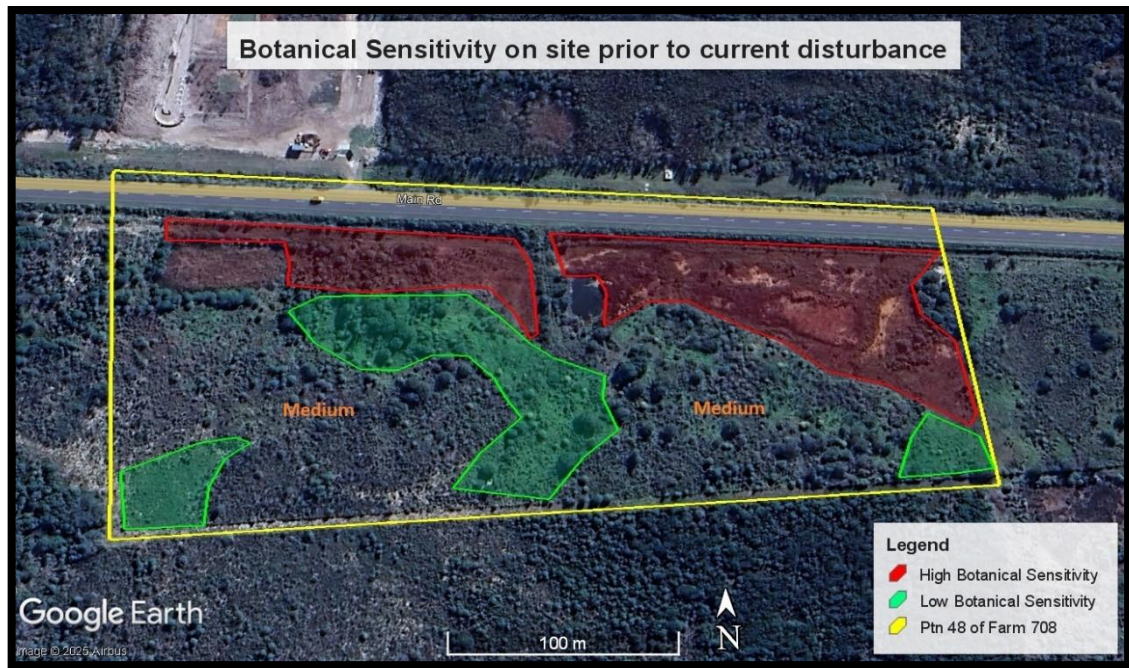 Botanical Sensitivity on site prior to current disturbance
Main Rd
Medium
Medium
Legend
High Botanical Sensitivity
Low Botanical Sensitivity
Ptn 48 of Farm 708
Google Earth
100 m
N
Image © 2025 Airbus